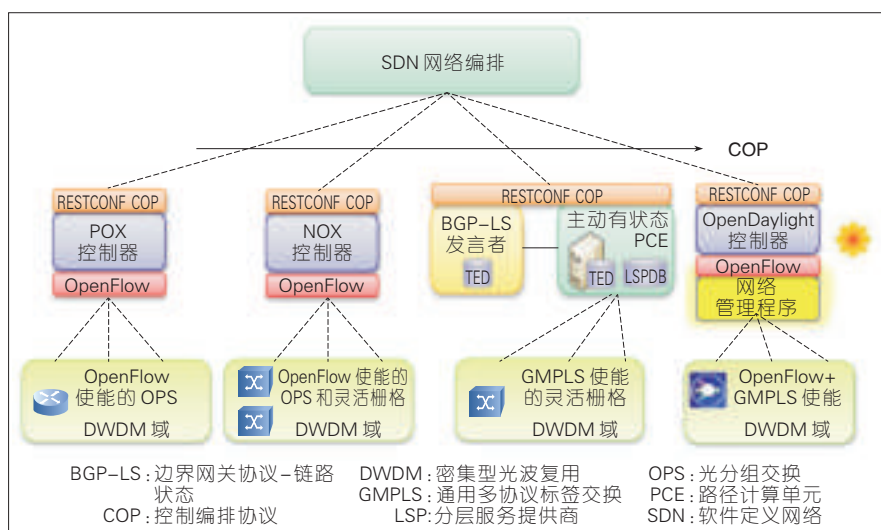 SDN 网络编排
COP
RESTCONF COP
POX
控制器
OpenFlow
RESTCONF COP
NOX
控制器
OpenFlow
RESTCONF COP
BGP-LS
发言者
TED
主动有状态
PCE
TED
LSPDB
RESTCONF COP
OpenDaylight
控制器
OpenFlow
网络
管理程序
OpenFlow
使能的 OPS
DWDM 域
OpenFlow 使能的
OPS 和灵活栅格
DWDM 域
GMPLS 使能
的灵活栅格
DWDM 域
OpenFlow+
GMPLS 使能
DWDM 域
BGP-LS:边界网关协议-链路
状态
COP:控制编排协议
DWDM:密集型光波复用
GMPLS:通用多协议标签交换
LSP:分层服务提供商
OPS:光分组交换
PCE:路径计算单元
SDN:软件定义网络